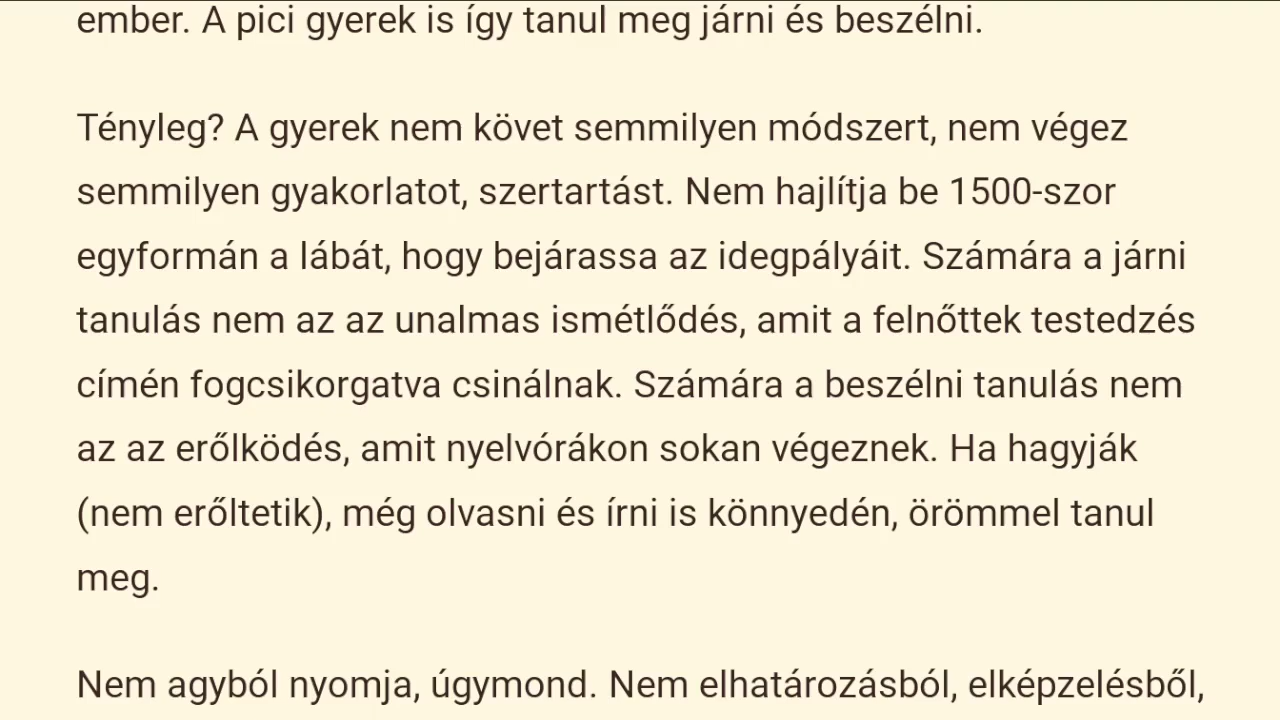 ember. A pici gyerek is így tanul meg járni és beszélni.
Tényleg? A gyerek nem követ semmilyen módszert, nem végez
semmilyen gyakorlatot, szertartást. Nem hajlítja be 1500-szor
egyformán a lábát, hogy bejárassa az idegpályáit. Számára a járni
tanulás nem az az unalmas ismétlődés, amit a felnőttek testedzés
címén fogcsikorgatva csinálnak. Számára a beszélni tanulás nem
az az erőlködés, amit nyelvórákon sokan végeznek. Ha hagyják
(nem erőltetik), még olvasni és írni is könnyedén, örömmel tanul
meg.
Nem agyból nyomja, úgymond. Nem elhatározásból, elképzelésből,